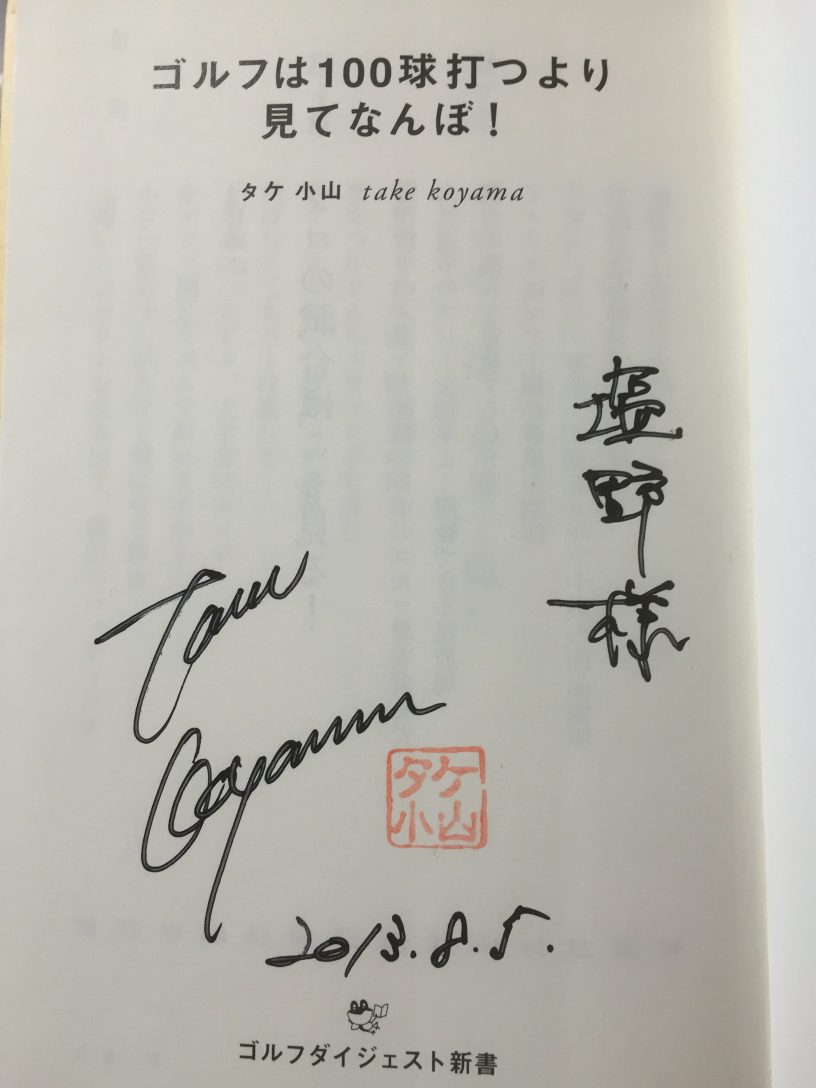 ゴルフは100球打つより
見てなんぼ！
タケ 小山 take koyama
塩野様
Take
Koyama
タケ
小山
2013.8.5.
ゴルフダイジェスト新書